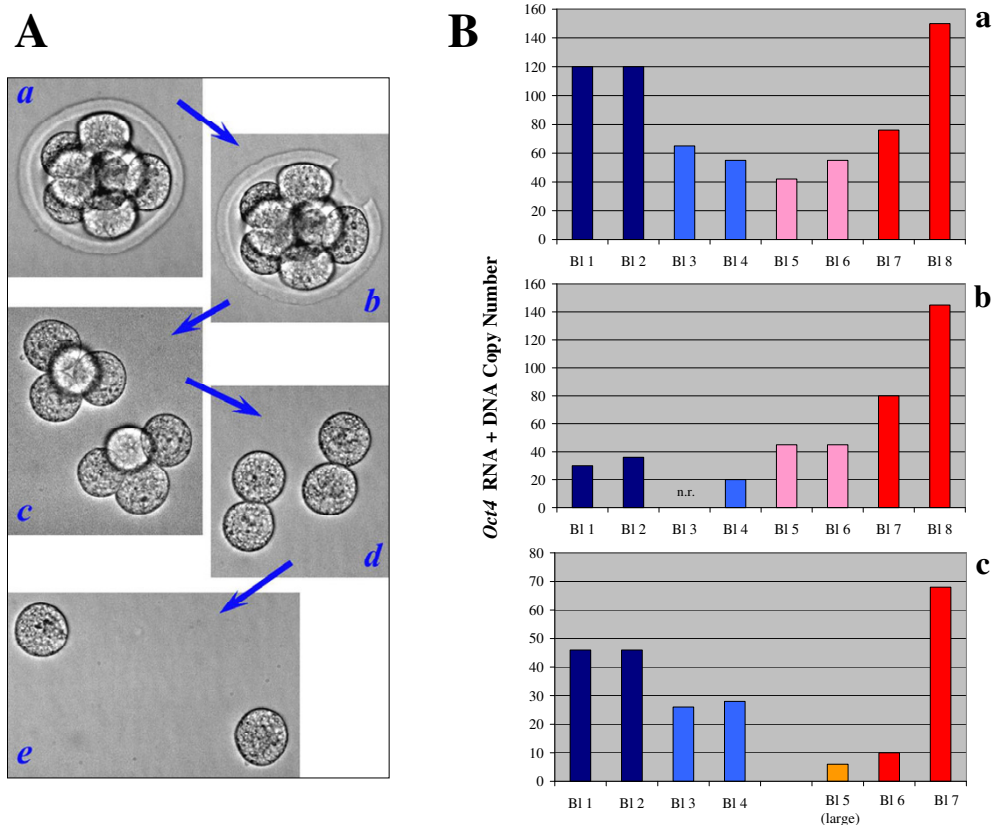 A
a
b
c
d
e
B
Oct4 RNA + DNA Copy Number
a
160
140
120
100
80
60
40
20
0
Bl 1 Bl 2 Bl 3 Bl 4 Bl 5 Bl 6 Bl 7 Bl 8
b
160
140
120
100
80
60
40
20
0
n.r.
Bl 1 Bl 2 Bl 3 Bl 4 Bl 5 Bl 6 Bl 7 Bl 8
c
80
70
60
50
40
30
20
10
0
Bl 1 Bl 2 Bl 3 Bl 4 Bl 5 Bl 6 Bl 7
(large)